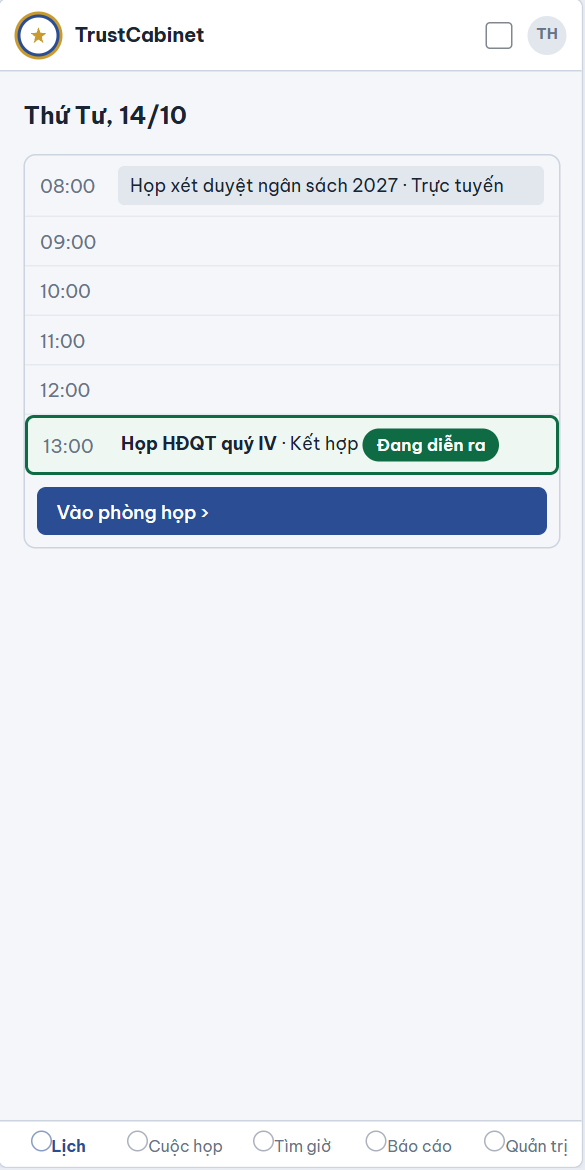 TrustCabinet
TH
Thứ Tư, 14/10
08:00 Họp xét duyệt ngân sách 2027 · Trực tuyến
09:00
10:00
11:00
12:00
13:00 Họp HĐQT quý IV · Kết hợp Đang diễn ra
Vào phòng họp ›
Lịch Cuộc họp Tìm giờ Báo cáo Quản trị